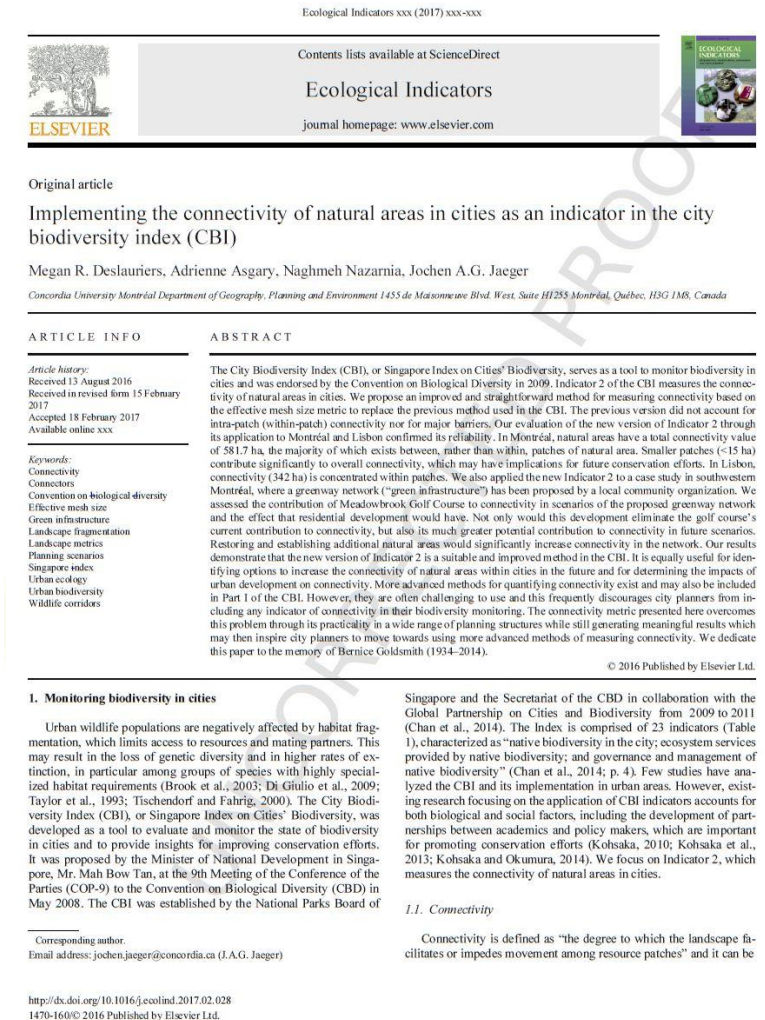 Ecological Indicators xxx (2017) xxx-xxx
Contents lists available at ScienceDirect
Ecological Indicators
journal homepage: www.elsevier.com
ELSEVIER
ECOLOGICAL
INDICATORS
Original article
Implementing the connectivity of natural areas in cities as an indicator in the city
biodiversity index (CBI)
Megan R. Deslauriers, Adrienne Asgary, Naghmeh Nazarnia, Jochen A.G. Jaeger
Concordia University Montréal Department of Geography, Planning and Environment 1455 de Maisonneuve Blvd. West, Suite H1255 Montréal, Québec, H3G 1M8, Canada
ARTICLE INFO
Article history:
Received 13 August 2016
Received in revised form 15 February
2017
Accepted 18 February 2017
Available online xxx
Keywords:
Connectivity
Connectors
Convention on biological diversity
Effective mesh size
Green infrastructure
Landscape fragmentation
Landscape metrics
Planning scenarios
Singapore index
Urban ecology
Urban biodiversity
Wildlife corridors
ABSTRACT
The City Biodiversity Index (CBI), or Singapore Index on Cities' Biodiversity, serves as a tool to monitor biodiversity in
cities and was endorsed by the Convention on Biological Diversity in 2009. Indicator 2 of the CBI measures the connec-
tivity of natural areas in cities. We propose an improved and straightforward method for measuring connectivity based on
the effective mesh size metric to replace the previous method used in the CBI. The previous version did not account for
intra-patch (within-patch) connectivity nor for major barriers. Our evaluation of the new version of Indicator 2 through
its application to Montréal and Lisbon confirmed its reliability. In Montréal, natural areas have a total connectivity value
of 581.7 ha, the majority of which exists between, rather than within, patches of natural area. Smaller patches (<15 ha)
contribute significantly to overall connectivity, which may have implications for future conservation efforts. In Lisbon,
connectivity (342 ha) is concentrated within patches. We also applied the new Indicator 2 to a case study in southwestern
Montréal, where a greenway network ("green infrastructure") has been proposed by a local community organization. We
assessed the contribution of Meadowbrook Golf Course to connectivity in scenarios of the proposed greenway network
and the effect that residential development would have. Not only would this development eliminate the golf course's
current contribution to connectivity, but also its much greater potential contribution to connectivity in future scenarios.
Restoring and establishing additional natural areas would significantly increase connectivity in the network. Our results
demonstrate that the new version of Indicator 2 is a suitable and improved method in the CBI. It is equally useful for iden-
tifying options to increase the connectivity of natural areas within cities in the future and for determining the impacts of
urban development on connectivity. More advanced methods for quantifying connectivity exist and may also be included
in Part I of the CBI. However, they are often challenging to use and this frequently discourages city planners from in-
cluding any indicator of connectivity in their biodiversity monitoring. The connectivity metric presented here overcomes
this problem through its practicality in a wide range of planning structures while still generating meaningful results which
may then inspire city planners to move towards using more advanced methods of measuring connectivity. We dedicate
this paper to the memory of Bernice Goldsmith (1934–2014).
© 2016 Published by Elsevier Ltd.
1. Monitoring biodiversity in cities
Urban wildlife populations are negatively affected by habitat frag-
mentation, which limits access to resources and mating partners. This
may result in the loss of genetic diversity and in higher rates of ex-
tinction, in particular among groups of species with highly special-
ized habitat requirements (Brook et al., 2003; Di Giulio et al., 2009;
Taylor et al., 1993; Tischendorf and Fahrig, 2000). The City Biodi-
versity Index (CBI), or Singapore Index on Cities' Biodiversity, was
developed as a tool to evaluate and monitor the state of biodiversity
in cities and to provide insights for improving conservation efforts.
It was proposed by the Minister of National Development in Singa-
pore, Mr. Mah Bow Tan, at the 9th Meeting of the Conference of the
Parties (COP-9) to the Convention on Biological Diversity (CBD) in
May 2008. The CBI was established by the National Parks Board of
Singapore and the Secretariat of the CBD in collaboration with the
Global Partnership on Cities and Biodiversity from 2009 to 2011
(Chan et al., 2014). The Index is comprised of 23 indicators (Table
1), characterized as "native biodiversity in the city; ecosystem services
provided by native biodiversity; and governance and management of
native biodiversity" (Chan et al., 2014; p. 4). Few studies have ana-
lyzed the CBI and its implementation in urban areas. However, exist-
ing research focusing on the application of CBI indicators accounts for
both biological and social factors, including the development of part-
nerships between academics and policy makers, which are important
for promoting conservation efforts (Kohsaka, 2010; Kohsaka et al.,
2013; Kohsaka and Okumura, 2014). We focus on Indicator 2, which
measures the connectivity of natural areas in cities.
1.1. Connectivity
Connectivity is defined as "the degree to which the landscape fa-
cilitates or impedes movement among resource patches" and it can be
Corresponding author.
Email address: jochen.jaeger@concordia.ca (J.A.G. Jaeger)
http://dx.doi.org/10.1016/j.ecolind.2017.02.028
1470-160/© 2016 Published by Elsevier Ltd.
UNCORRECTED PROOF